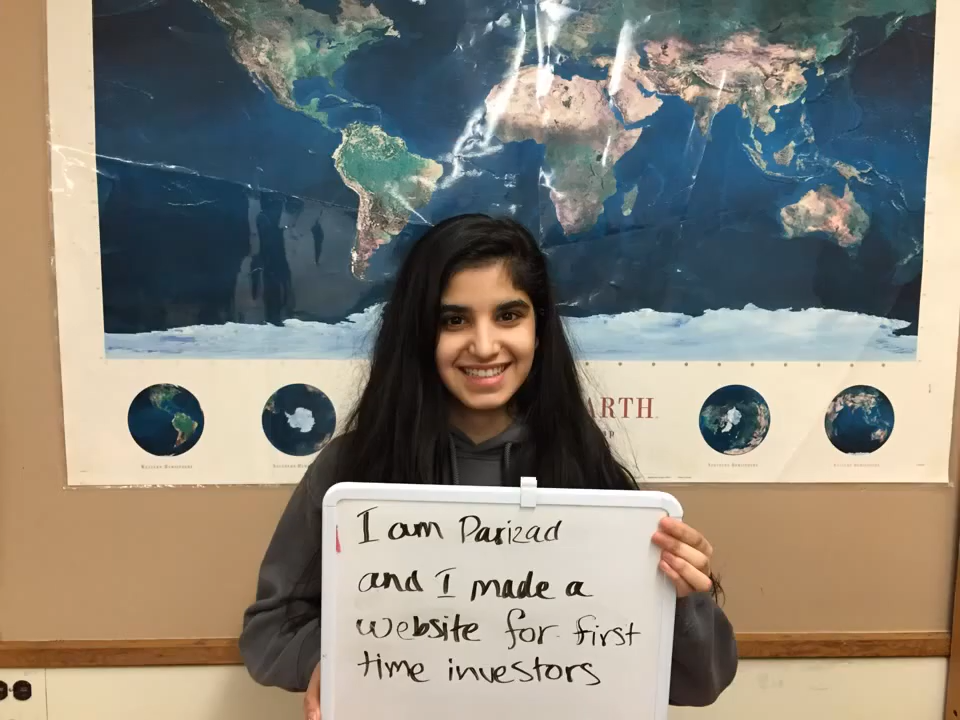 ARTH
I am Parizad
and I made a
website for first
time investors